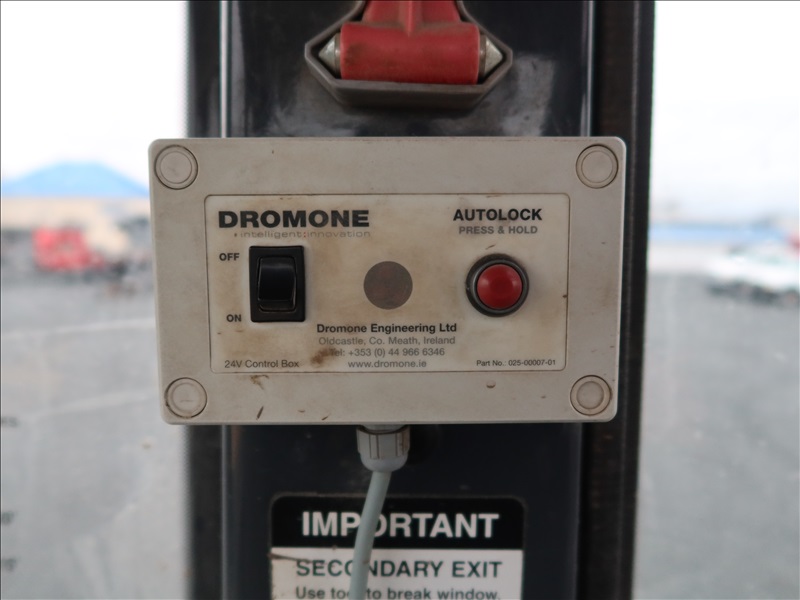 DROMONE
intelligent:innovation
AUTOLOCK
PRESS & HOLD
OFF
ON
Dromone Engineering Ltd
Oldcastle, Co. Meath, Ireland
Tel: +353 (0) 44 966 6346
www.dromone.ie
24V Control Box
Part No.: 025-00007-01
IMPORTANT
SECONDARY EXIT
Use tool to break window.